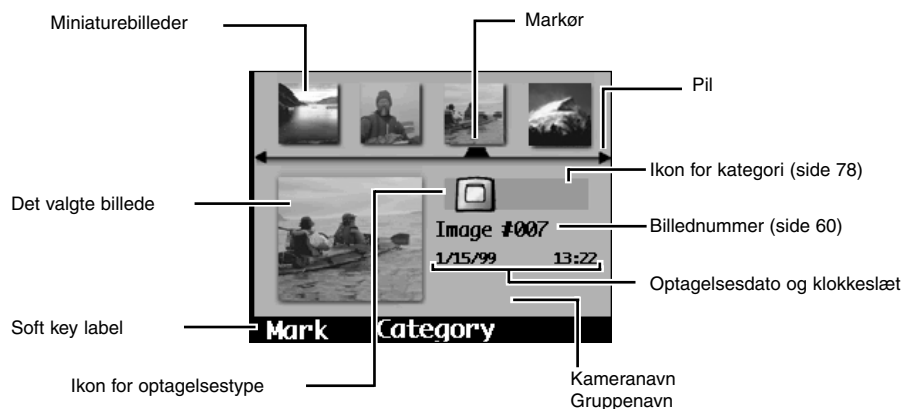 Miniaturebilleder
Markør
Pil
Ikon for kategori (side 78)
Det valgte billede
Image #007
Billednummer (side 60)
1/15/99 13:22
Optagelsesdato og klokkeslæt
Soft key label
Mark Category
Ikon for optagelsestype
Kameranavn
Gruppenavn